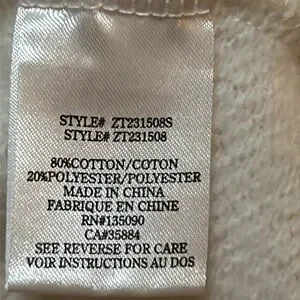 STYLE# ZT231508S
STYLE# ZT231508
80%COTTON/COTON
20%POLYESTER/POLYESTER
MADE IN CHINA
FABRIQUE EN CHINE
RN#135090
CA#35884
SEE REVERSE FOR CARE
VOIR INSTRUCTIONS AU DOS